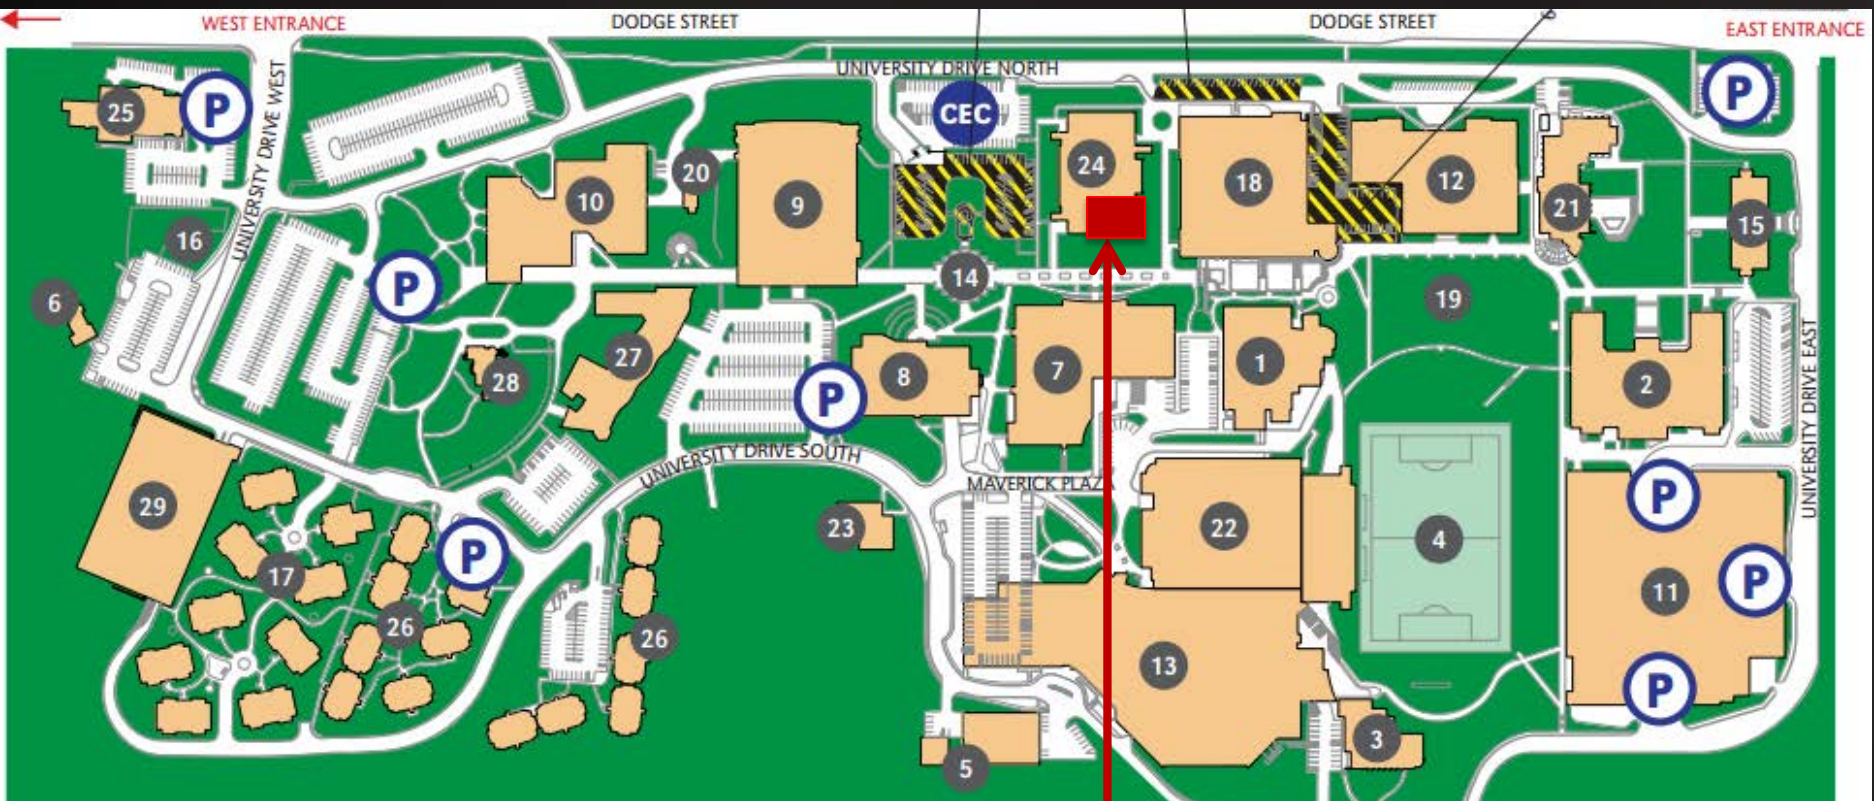 WEST ENTRANCE
DODGE STREET
DODGE STREET
EAST ENTRANCE
UNIVERSITY DRIVE NORTH
UNIVERSITY DRIVE WEST
25
P
CEC
P
24
18
12
20
10
9
21
15
16
6
P
14
19
27
28
P
8
7
1
2
UNIVERSITY DRIVE EAST
UNIVERSITY DRIVE SOUTH
MAVERICK PLAZA
29
P
23
22
4
P
17
P
11
26
26
13
P
3
5